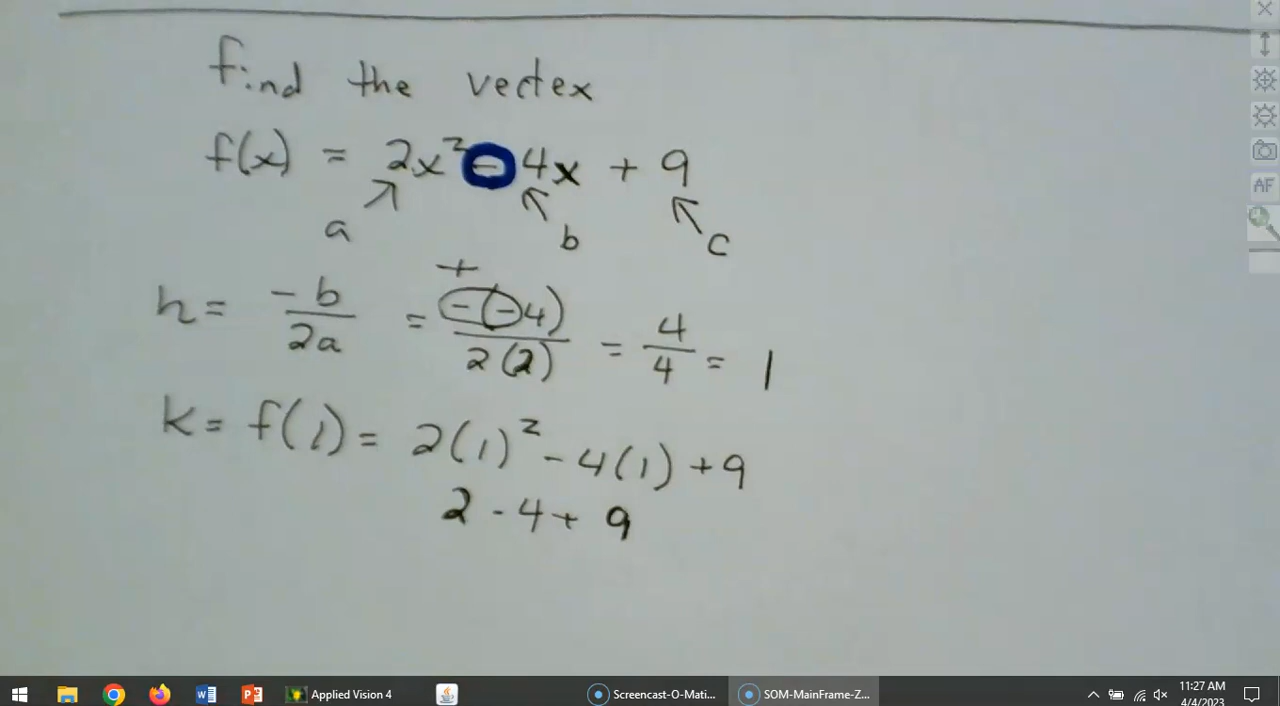 find the vertex
f(x) = 2x² - 4x + 9
a b c
h = -b/2a = -(-4)/2(2) = 4/4 = 1
+
k = f(1) = 2(1)² - 4(1) + 9
2 - 4 + 9
AF
Applied Vision 4
Screencast-O-Mati...
SOM-MainFrame-Z...
11:27 AM
4/4/2023